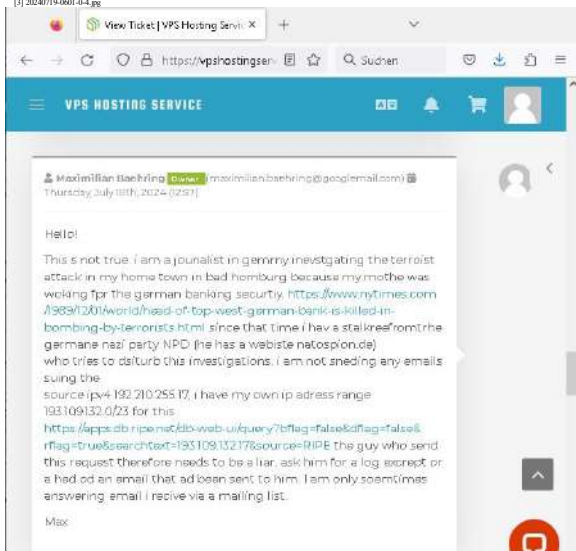 [3] 20240719-0601-0-4.jpg
View Ticket | VPS Hosting Servic
https://vpshostingserv
Suchen
VPS HOSTING SERVICE
Maximilian Baehring Owner (maximilian.baehring@googlemail.com)
Thursday, July 18th, 2024 (12:57)
Hello!
This s not true. i am a jounalist in gemrny inevstgating the terroist
attack in my home town in bad homburg because my mothe was
woking fpr the german banking securtiy, https://www.nytimes.com
/1989/12/01/world/head-of-top-west-german-bank-is-killed-in-
bombing-by-terrorists.html since that time i hav a stalkreefromtrhe
germane nazi party NPD (he has a webiste natospion.de)
who tries to dsiturb this investigations. i am not sneding any emails
suing the
source ipv4 192.210.255.17, i have my own ip adress range
193.109.132.0/23 for this
https://apps.db.ripe.net/db-web-ui/query?bflag=false&dflag=false&
rflag=true&searchtext=193.109.132.17&source=RIPE the guy who send
this request therefore needs to be a liar. ask him for a log excrept or
a hed od an email that ad been sent to him. I am only soemtimes
answering email i recive via a mailing list.
Max